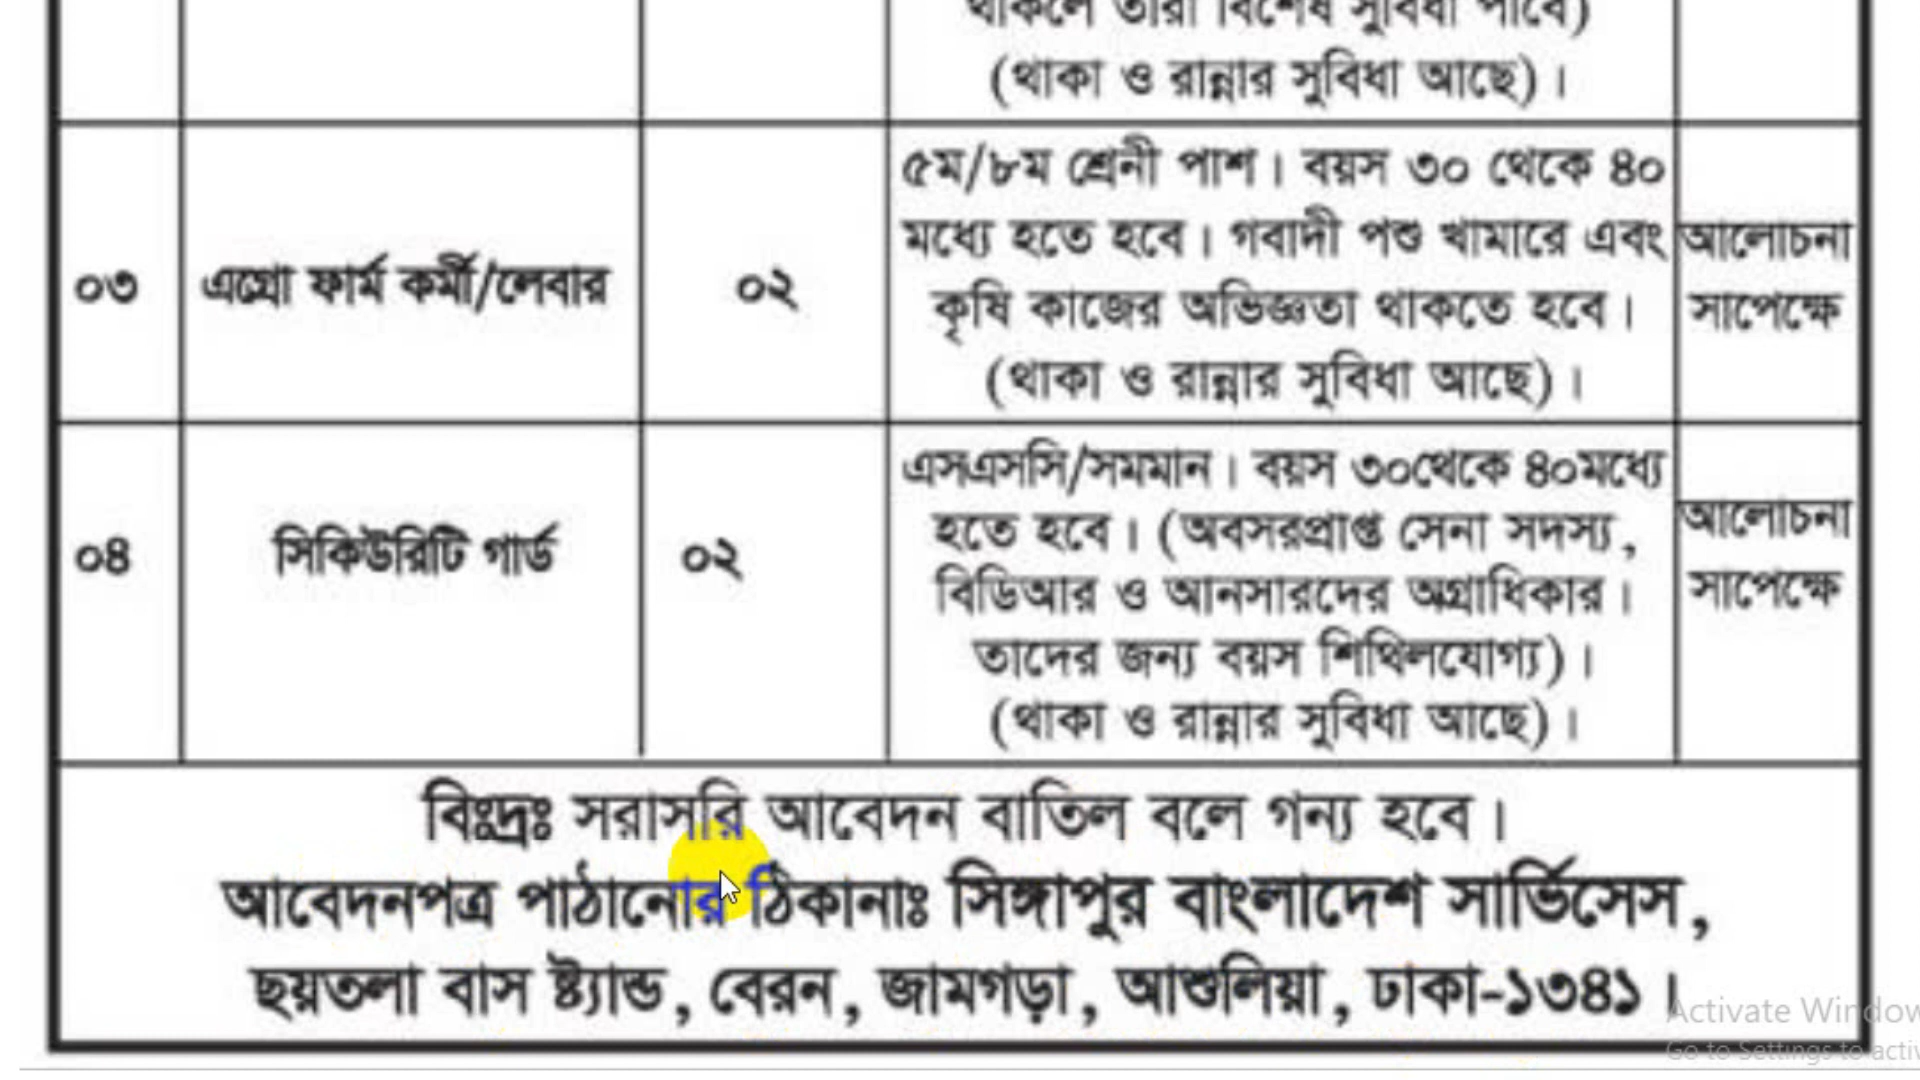 থাকলে তারা বিশেষ সুবিধা পাবে)
(থাকা ও রান্নার সুবিধা আছে)।
০৩
এগ্রো ফার্ম কর্মী/লেবার
০২
৫ম/৮ম শ্রেনী পাশ। বয়স ৩০ থেকে ৪০
মধ্যে হতে হবে। গবাদী পশু খামারে এবং
কৃষি কাজের অভিজ্ঞতা থাকতে হবে।
(থাকা ও রান্নার সুবিধা আছে)।
আলোচনা
সাপেক্ষে
০৪
সিকিউরিটি গার্ড
০২
এসএসসি/সমমান। বয়স ৩০থেকে ৪০মধ্যে
হতে হবে। (অবসরপ্রাপ্ত সেনা সদস্য,
বিডিআর ও আনসারদের অগ্রাধিকার।
তাদের জন্য বয়স শিথিলযোগ্য)।
(থাকা ও রান্নার সুবিধা আছে)।
আলোচনা
সাপেক্ষে
বিঃদ্রঃ সরাসরি আবেদন বাতিল বলে গন্য হবে।
আবেদনপত্র পাঠানোর ঠিকানাঃ সিঙ্গাপুর বাংলাদেশ সার্ভিসেস,
ছয়তলা বাস ষ্ট্যান্ড, বেরন, জামগড়া, আশুলিয়া, ঢাকা-১৩৪১।
Activate Window
Go to Settings to activ